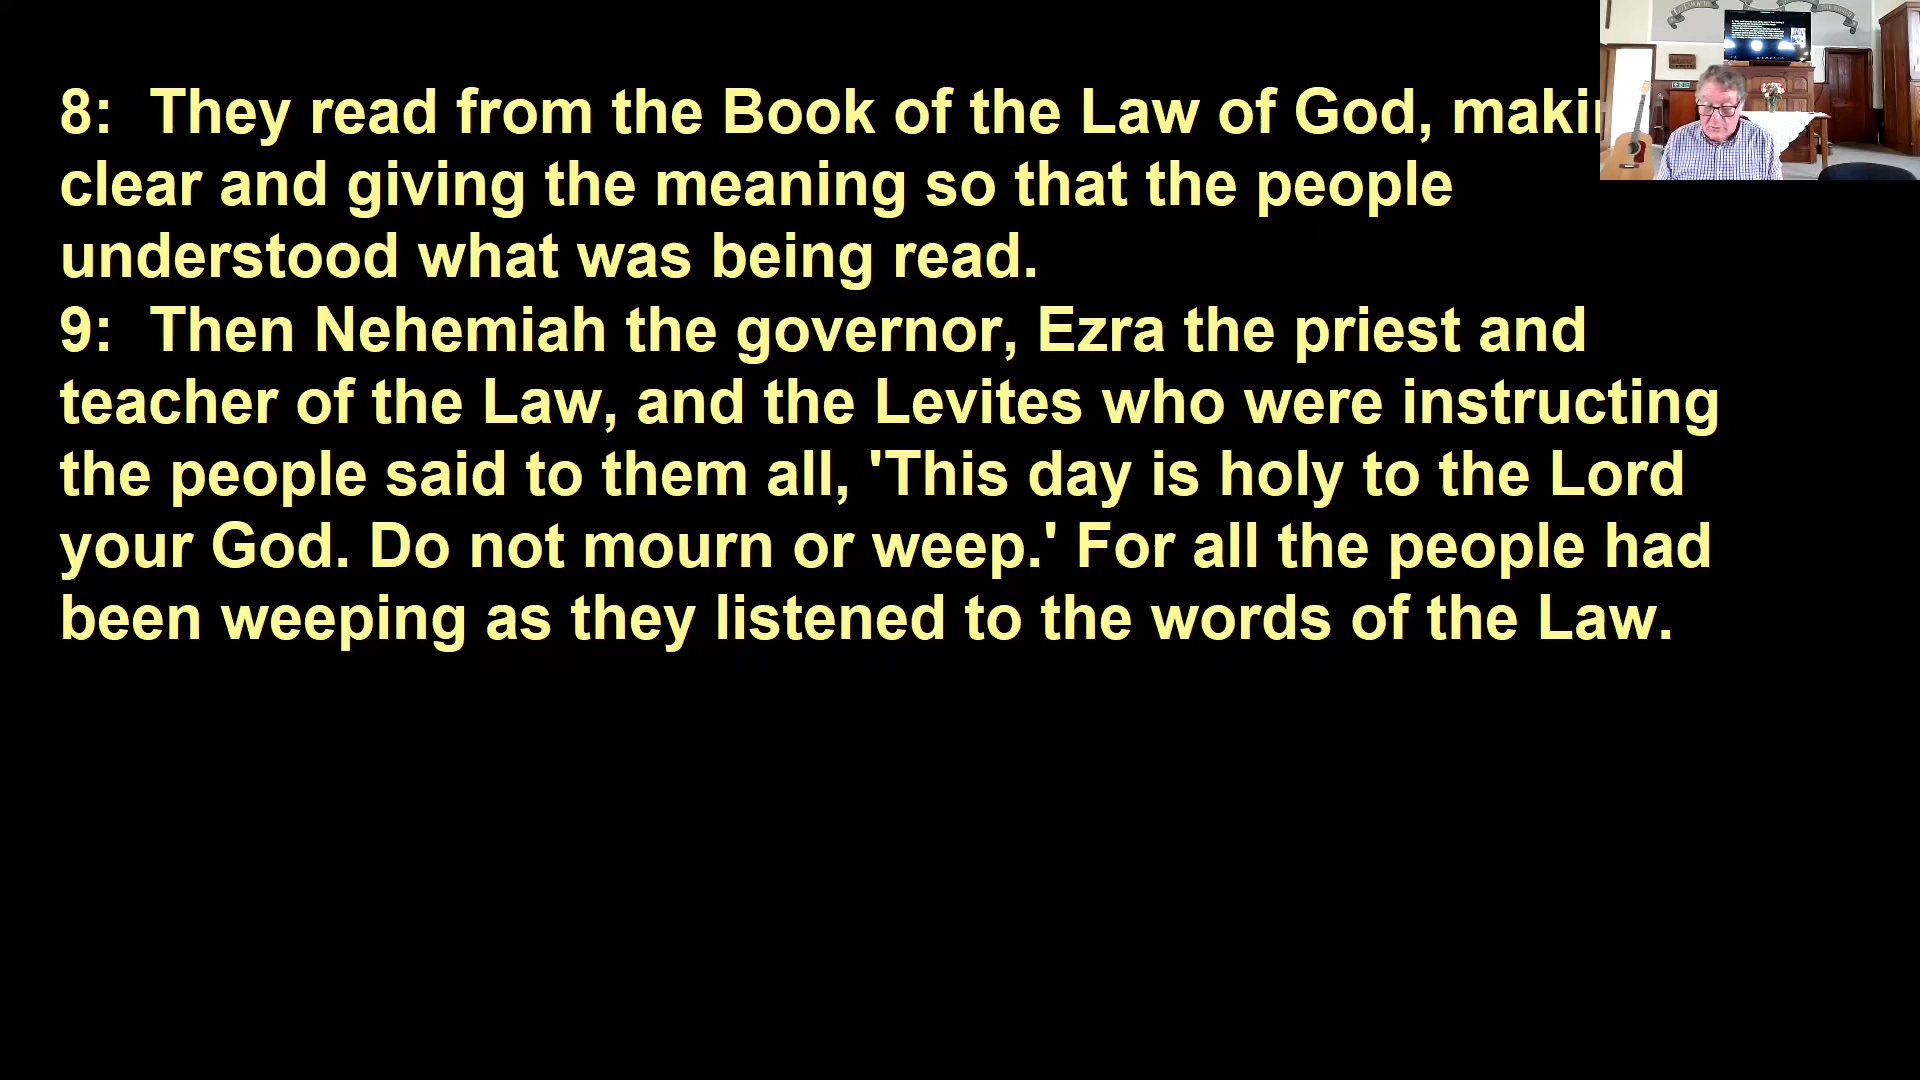 8: They read from the Book of the Law of God,
clear and giving the meaning so that the people
understood what was being read.
9: Then Nehemiah the governor, Ezra the priest and
teacher of the Law, and the Levites who were instructing
the people said to them all, 'This day is holy to the Lord
your God. Do not mourn or weep.' For all the people had
been weeping as they listened to the words of the Law.